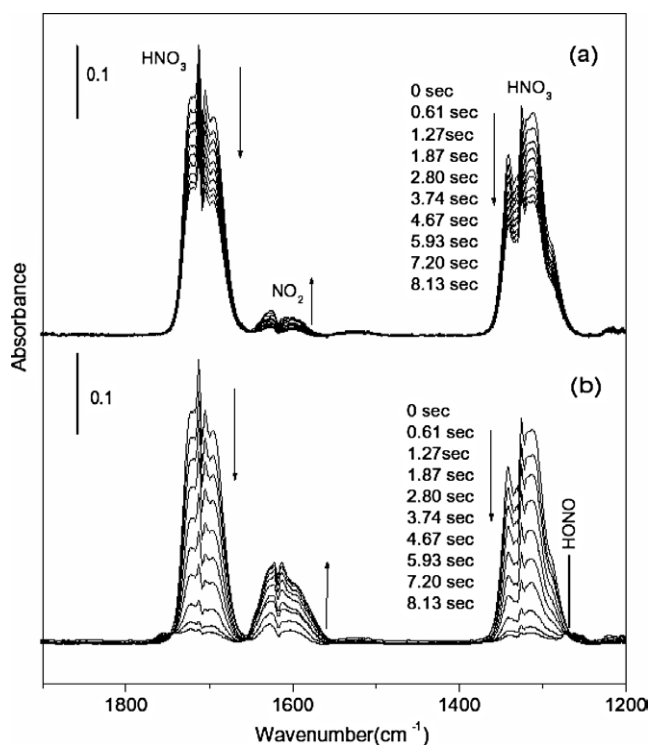 (a)
0.1
HNO3
HNO3
0 sec
0.61 sec
1.27sec
1.87 sec
2.80 sec
3.74 sec
4.67 sec
5.93 sec
7.20 sec
8.13 sec
NO2
Absorbance
(b)
0.1
0 sec
0.61 sec
1.27sec
1.87 sec
2.80 sec
3.74 sec
4.67 sec
5.93 sec
7.20 sec
8.13 sec
HONO
1800 1600 1400 1200
Wavenumber(cm-1)